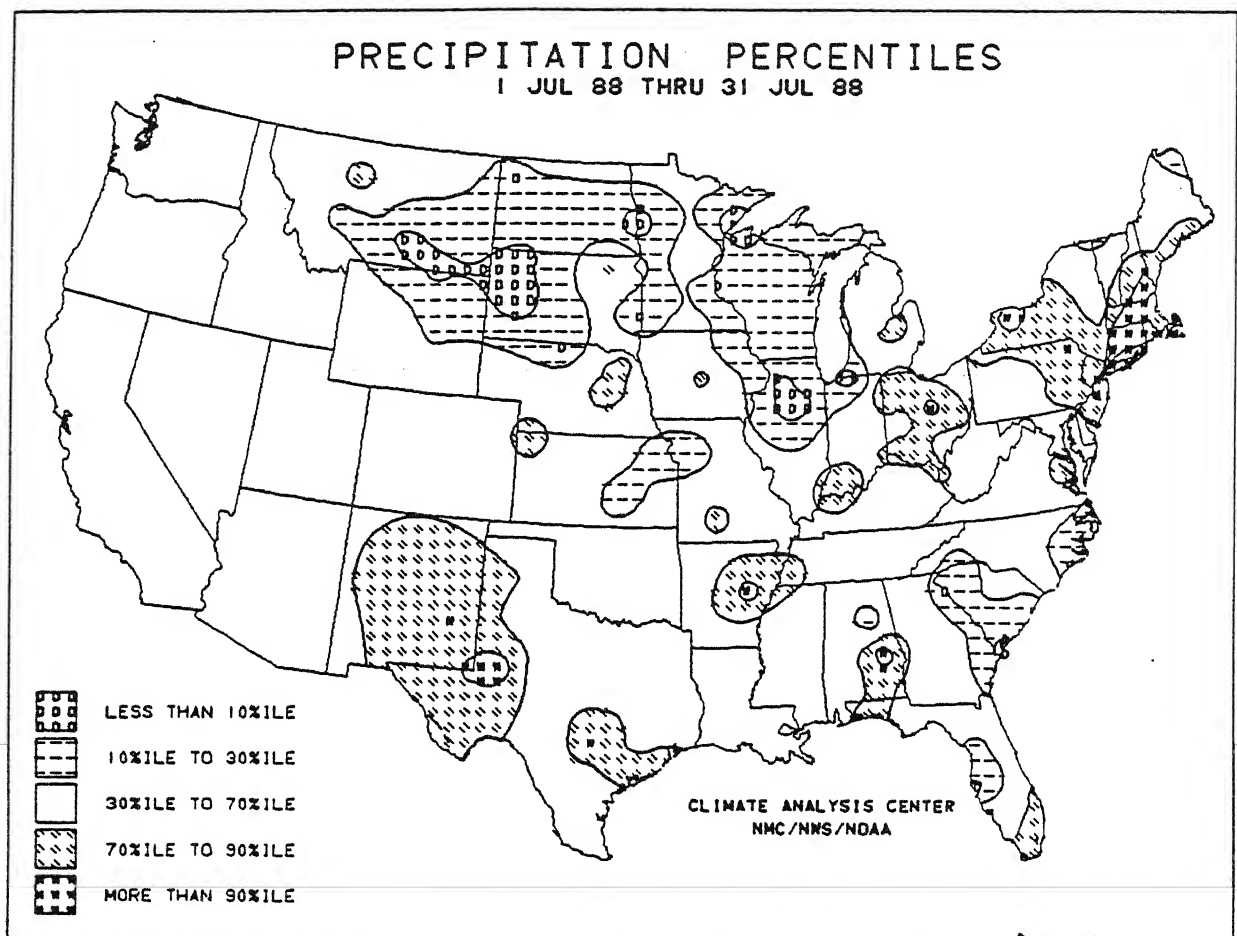 PRECIPITATION PERCENTILES
1 JUL 88 THRU 31 JUL 88
LESS THAN 10%ILE
10%ILE TO 30%ILE
30%ILE TO 70%ILE
70%ILE TO 90%ILE
MORE THAN 90%ILE
CLIMATE ANALYSIS CENTER
NMC/NWS/NOAA